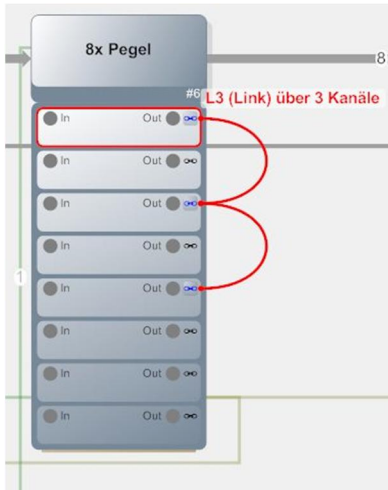 8x Pegel
8
#6
L3 (Link) über 3 Kanäle
In Out
In Out
In Out
In Out
1
In Out
In Out
In Out
In Out